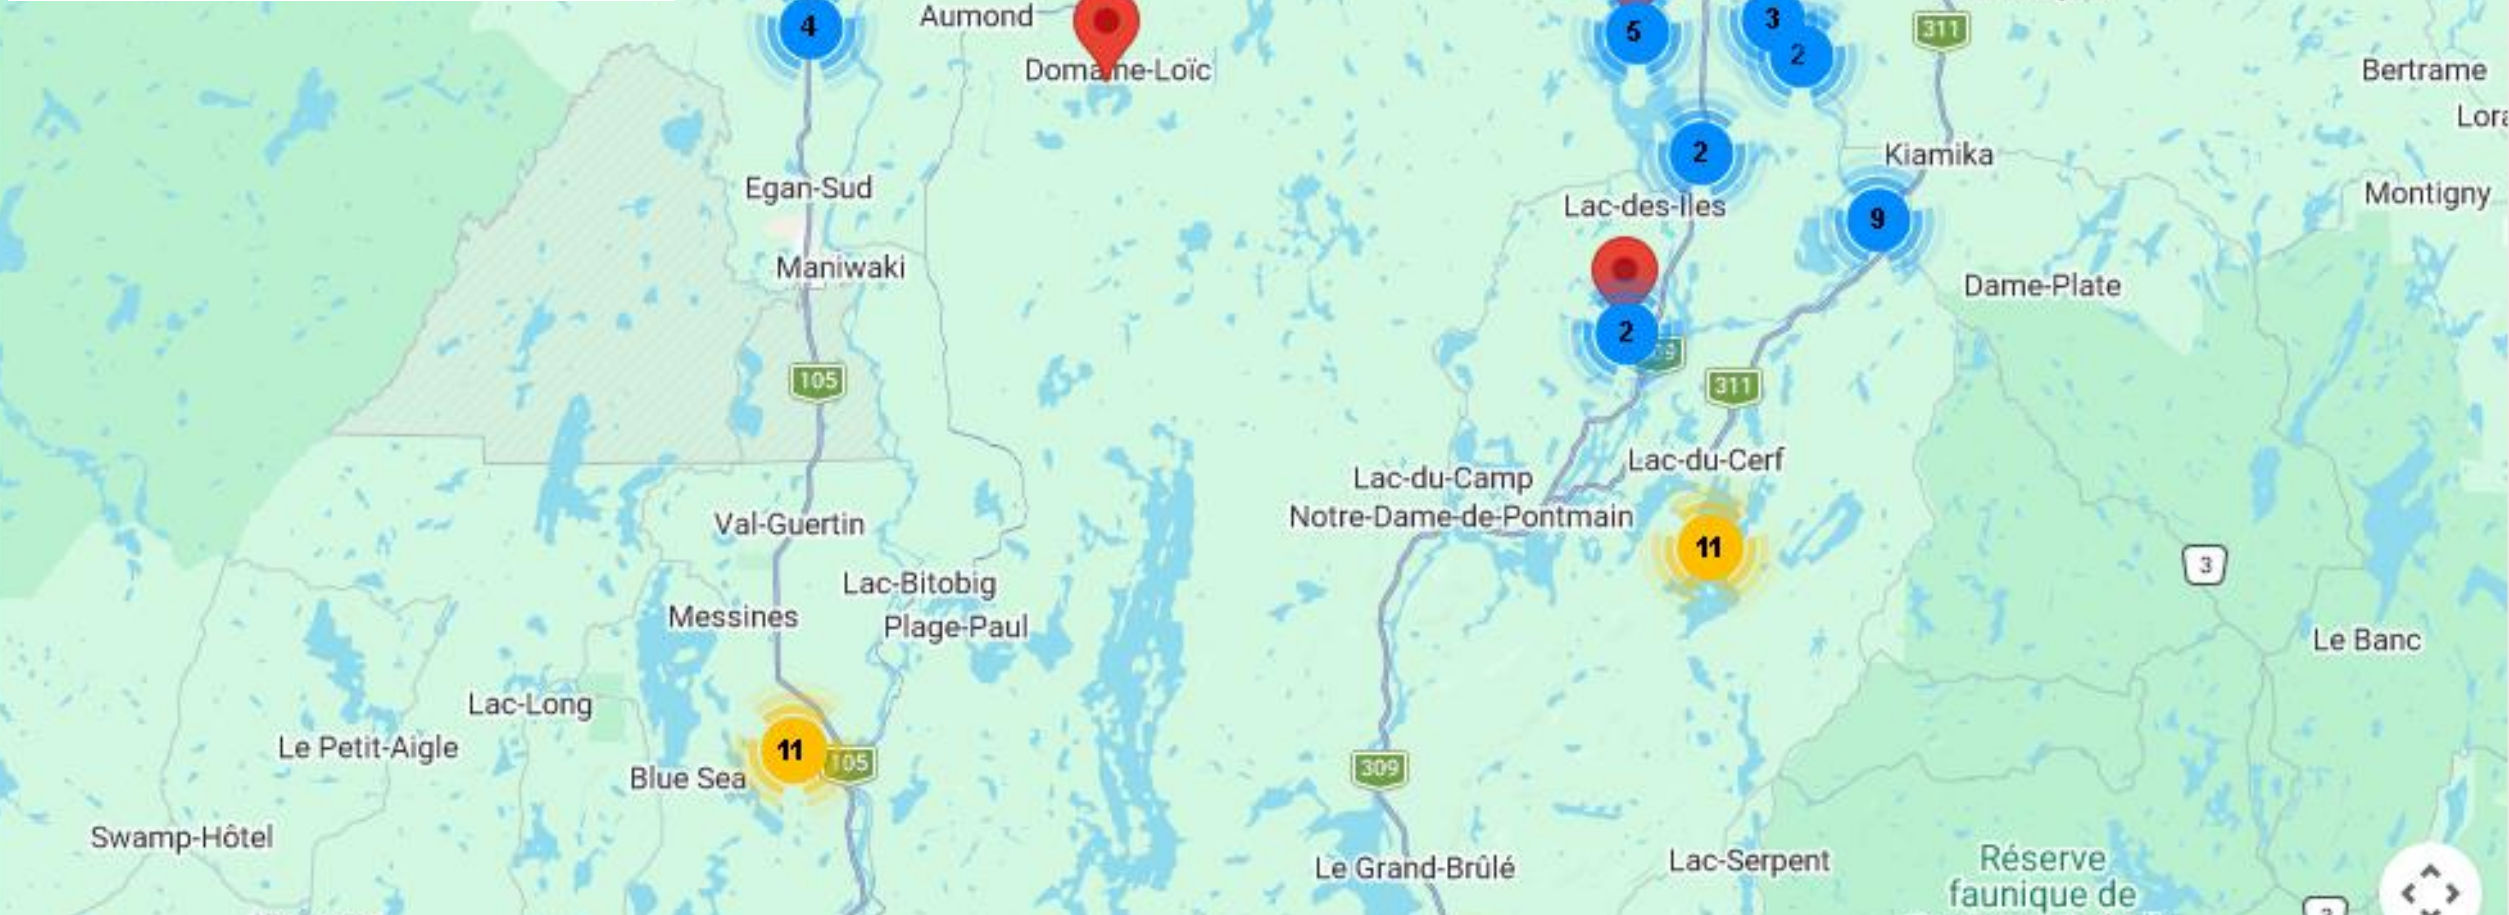 4
Aumond
5
3
2
311
Domaine-Loïc
Bertrame
2
Kiamika
Egan-Sud
Lac-des-Iles
9
Montigny
Maniwaki
Dame-Plate
2
105
311
Lac-du-Cerf
Lac-du-Camp
Notre-Dame-de-Pontmain
11
Val-Guertin
3
Lac-Bitobig
Messines
Plage-Paul
Le Banc
Lac-Long
Le Petit-Aigle
11
105
309
Blue Sea
Swamp-Hôtel
Le Grand-Brûlé
Lac-Serpent
Réserve
faunique de